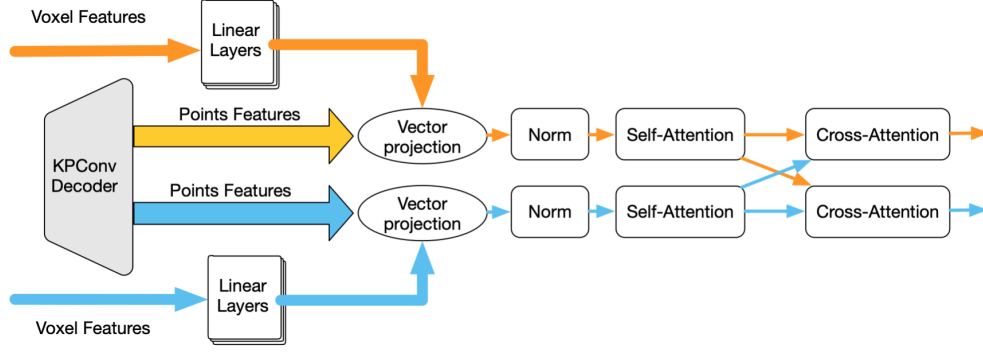 Voxel Features
Linear
Layers
Points Features
Vector
projection
Norm
Self-Attention
Cross-Attention
KPConv
Decoder
Points Features
Vector
projection
Norm
Self-Attention
Cross-Attention
Linear
Layers
Voxel Features